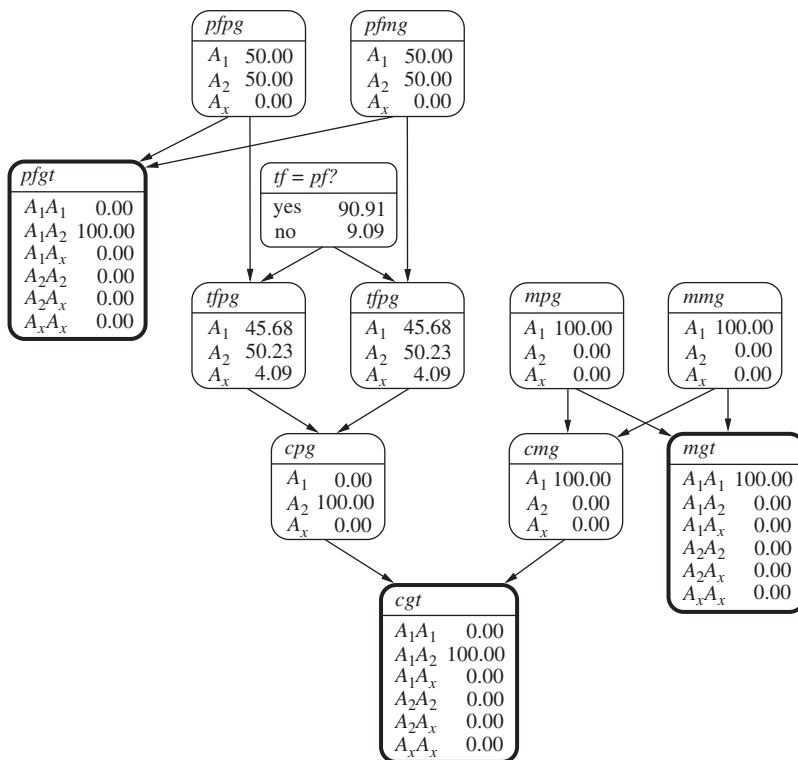 pfpg
A1 50.00
A2 50.00
Ax 0.00
pfmg
A1 50.00
A2 50.00
Ax 0.00
pfgt
A1A1 0.00
A1A2 100.00
A1Ax 0.00
A2A2 0.00
A2Ax 0.00
AxAx 0.00
tf = pf?
yes 90.91
no 9.09
tfpg
A1 45.68
A2 50.23
Ax 4.09
tfpg
A1 45.68
A2 50.23
Ax 4.09
mpg
A1 100.00
A2 0.00
Ax 0.00
mmg
A1 100.00
A2 0.00
Ax 0.00
cpg
A1 0.00
A2 100.00
Ax 0.00
cmg
A1 100.00
A2 0.00
Ax 0.00
mgt
A1A1 100.00
A1A2 0.00
A1Ax 0.00
A2A2 0.00
A2Ax 0.00
AxAx 0.00
cgt
A1A1 0.00
A1A2 100.00
A1Ax 0.00
A2A2 0.00
A2Ax 0.00
AxAx 0.00